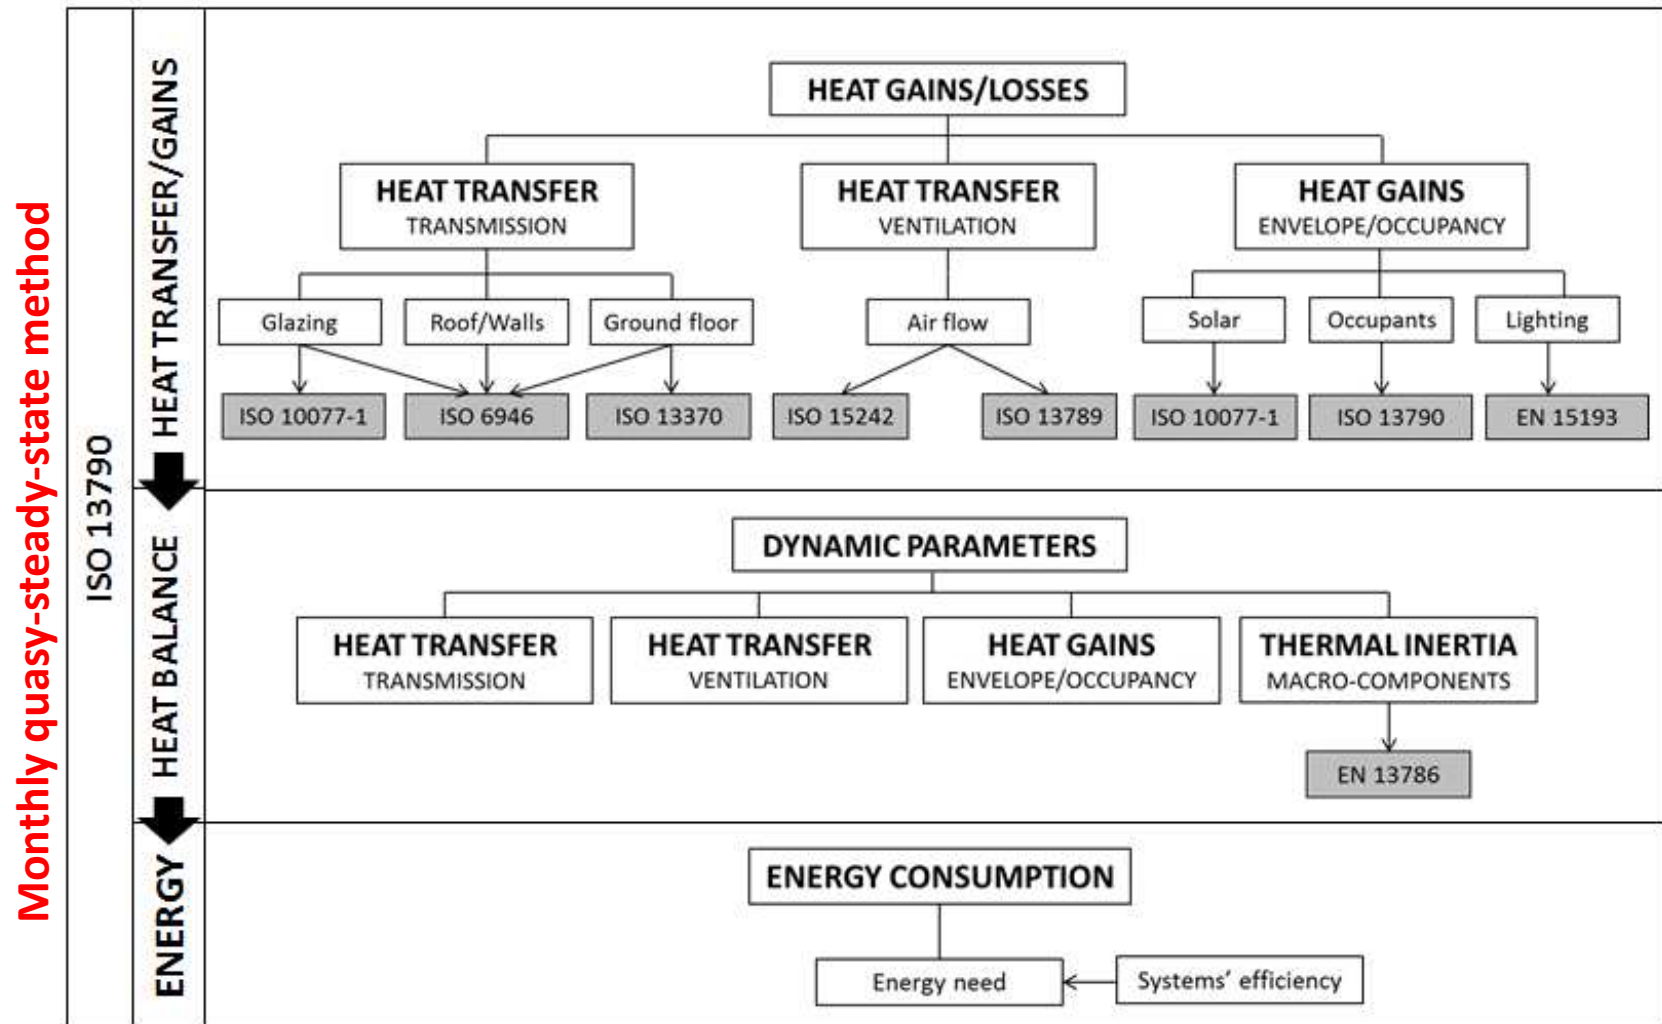 Monthly quasy-steady-state method
ISO 13790
HEAT TRANSFER/GAINS
HEAT GAINS/LOSSES
HEAT TRANSFER
TRANSMISSION
HEAT TRANSFER
VENTILATION
HEAT GAINS
ENVELOPE/OCCUPANCY
Glazing
Roof/Walls
Ground floor
Air flow
Solar
Occupants
Lighting
ISO 10077-1
ISO 6946
ISO 13370
ISO 15242
ISO 13789
ISO 10077-1
ISO 13790
EN 15193
HEAT BALANCE
DYNAMIC PARAMETERS
HEAT TRANSFER
TRANSMISSION
HEAT TRANSFER
VENTILATION
HEAT GAINS
ENVELOPE/OCCUPANCY
THERMAL INERTIA
MACRO-COMPONENTS
EN 13786
ENERGY
ENERGY CONSUMPTION
Energy need
Systems’ efficiency